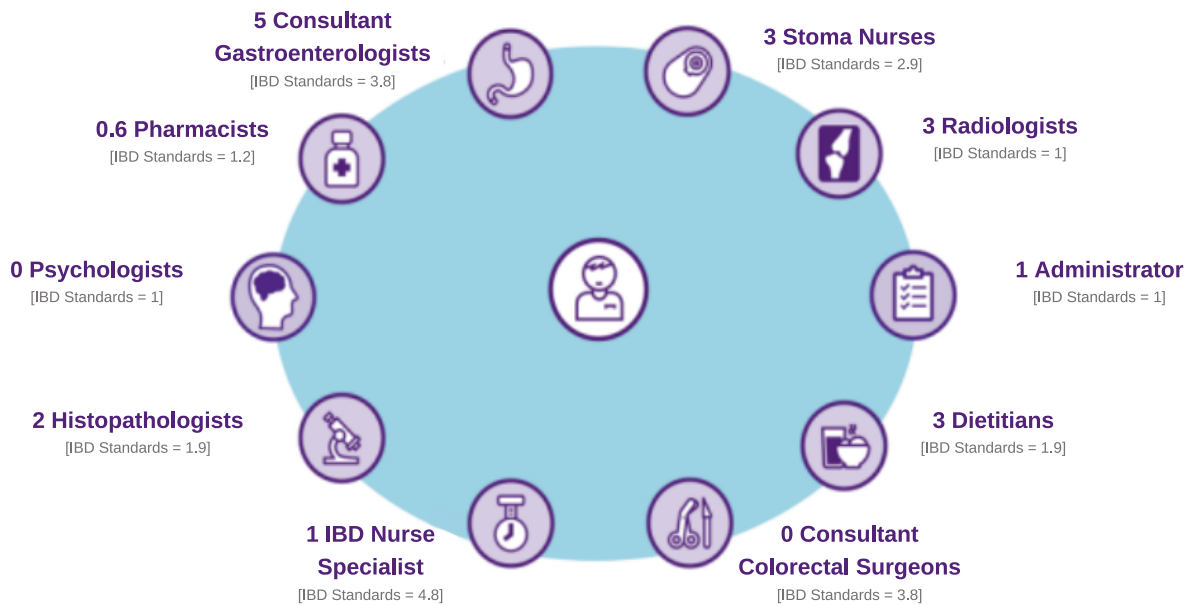 5 Consultant
Gastroenterologists
[IBD Standards = 3.8]
3 Stoma Nurses
[IBD Standards = 2.9]
0.6 Pharmacists
[IBD Standards = 1.2]
3 Radiologists
[IBD Standards = 1]
0 Psychologists
[IBD Standards = 1]
1 Administrator
[IBD Standards = 1]
2 Histopathologists
[IBD Standards = 1.9]
3 Dietitians
[IBD Standards = 1.9]
1 IBD Nurse
Specialist
[IBD Standards = 4.8]
0 Consultant
Colorectal Surgeons
[IBD Standards = 3.8]